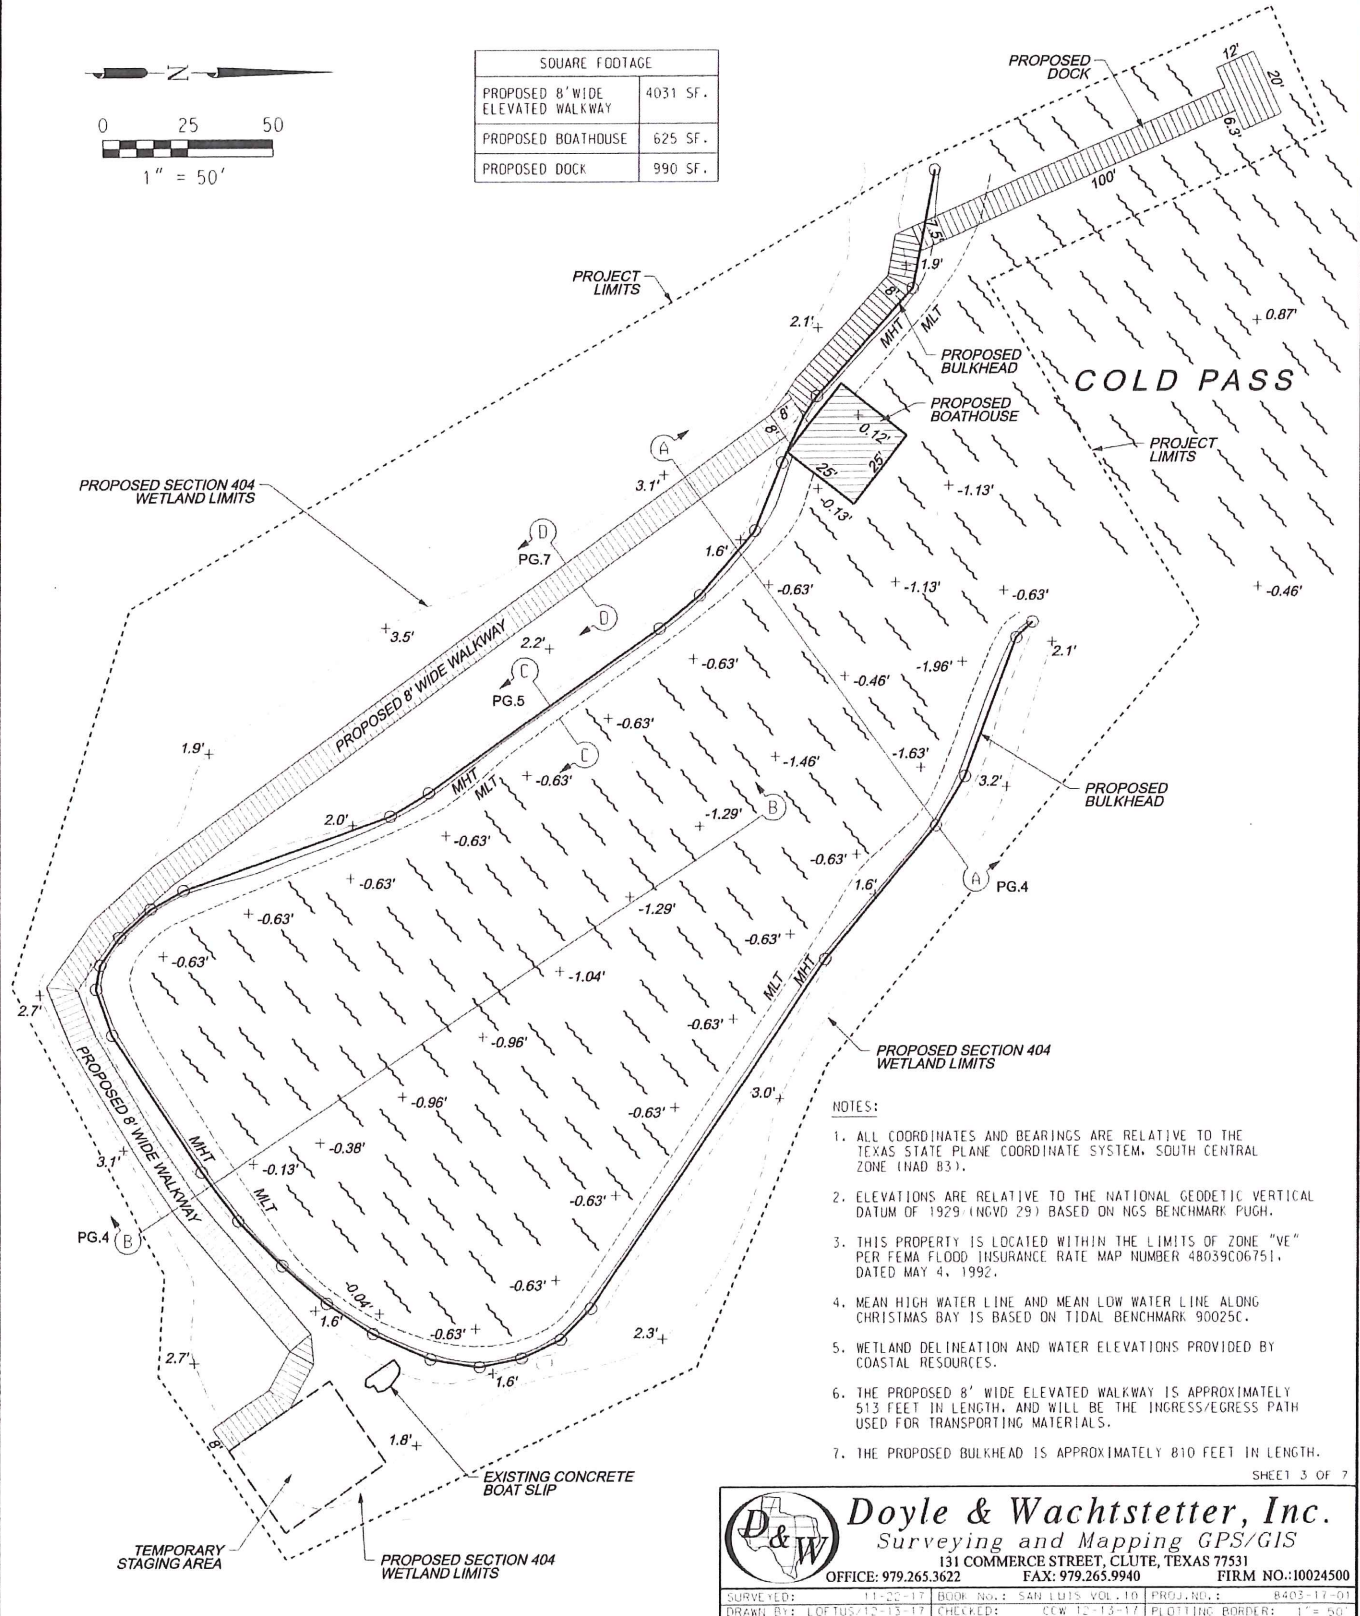 N
0 25 50
1" = 50'
SQUARE FOOTAGE
PROPOSED 8' WIDE ELEVATED WALKWAY 4031 SF.
PROPOSED BOATHOUSE 625 SF.
PROPOSED DOCK 990 SF.
PROPOSED
DOCK
12'
20'
6.3'
100'
7.5'
1.9'
8'
PROJECT
LIMITS
2.1'
MHT
MLT
0.87'
PROPOSED
BULKHEAD
COLD PASS
PROPOSED
BOATHOUSE
8'
8'
0.12'
25'
25'
PROJECT
LIMITS
A
PROPOSED SECTION 404
WETLAND LIMITS
3.1'
-1.13'
-0.13'
D
PG.7
1.6'
-0.63'
-1.13'
-0.63'
-0.46'
D
3.5'
2.2'
PROPOSED 8' WIDE WALKWAY
-0.63'
-1.96'
2.1'
C
PG.5
-0.46'
-0.63'
1.9'
C
-1.46'
-1.63'
MHT
MLT
-0.63'
3.2'
PROPOSED
BULKHEAD
B
2.0'
-1.29'
-0.63'
-0.63'
-0.63'
1.6'
A
PG.4
-0.63'
-1.29'
-0.63'
-0.63'
-1.04'
MLT
MHT
2.7'
-0.63'
-0.96'
PROPOSED SECTION 404
WETLAND LIMITS
PROPOSED 8' WIDE WALKWAY
-0.96'
3.0'
-0.63'
MHT
-0.38'
3.1'
-0.13'
MLT
-0.63'
PG.4
B
-0.63'
-0.04'
1.6'
-0.63'
2.3'
2.7'
1.6'
8'
1.8'
EXISTING CONCRETE
BOAT SLIP
TEMPORARY
STAGING AREA
PROPOSED SECTION 404
WETLAND LIMITS
NOTES:
1. ALL COORDINATES AND BEARINGS ARE RELATIVE TO THE
TEXAS STATE PLANE COORDINATE SYSTEM, SOUTH CENTRAL
ZONE (NAD 83).
2. ELEVATIONS ARE RELATIVE TO THE NATIONAL GEODETIC VERTICAL
DATUM OF 1929 (NGVD 29) BASED ON NGS BENCHMARK PUGH.
3. THIS PROPERTY IS LOCATED WITHIN THE LIMITS OF ZONE "VE"
PER FEMA FLOOD INSURANCE RATE MAP NUMBER 48039C0675I,
DATED MAY 4, 1992.
4. MEAN HIGH WATER LINE AND MEAN LOW WATER LINE ALONG
CHRISTMAS BAY IS BASED ON TIDAL BENCHMARK 90025C.
5. WETLAND DELINEATION AND WATER ELEVATIONS PROVIDED BY
COASTAL RESOURCES.
6. THE PROPOSED 8' WIDE ELEVATED WALKWAY IS APPROXIMATELY
513 FEET IN LENGTH, AND WILL BE THE INGRESS/EGRESS PATH
USED FOR TRANSPORTING MATERIALS.
7. THE PROPOSED BULKHEAD IS APPROXIMATELY 810 FEET IN LENGTH.
SHEET 3 OF 7
D&W
Doyle & Wachtstetter, Inc.
Surveying and Mapping GPS/GIS
131 COMMERCE STREET, CLUTE, TEXAS 77531
OFFICE: 979.265.3622 FAX: 979.265.9940 FIRM NO.:10024500
SURVEYED: 11-22-17 BOOK No.: SAN LUIS VOL.10 PROJ.NO.: 8403-17-01
DRAWN BY: LOFTUS/12-13-17 CHECKED: CCW 12-13-17 PLOTTING BORDER: 1"= 50'